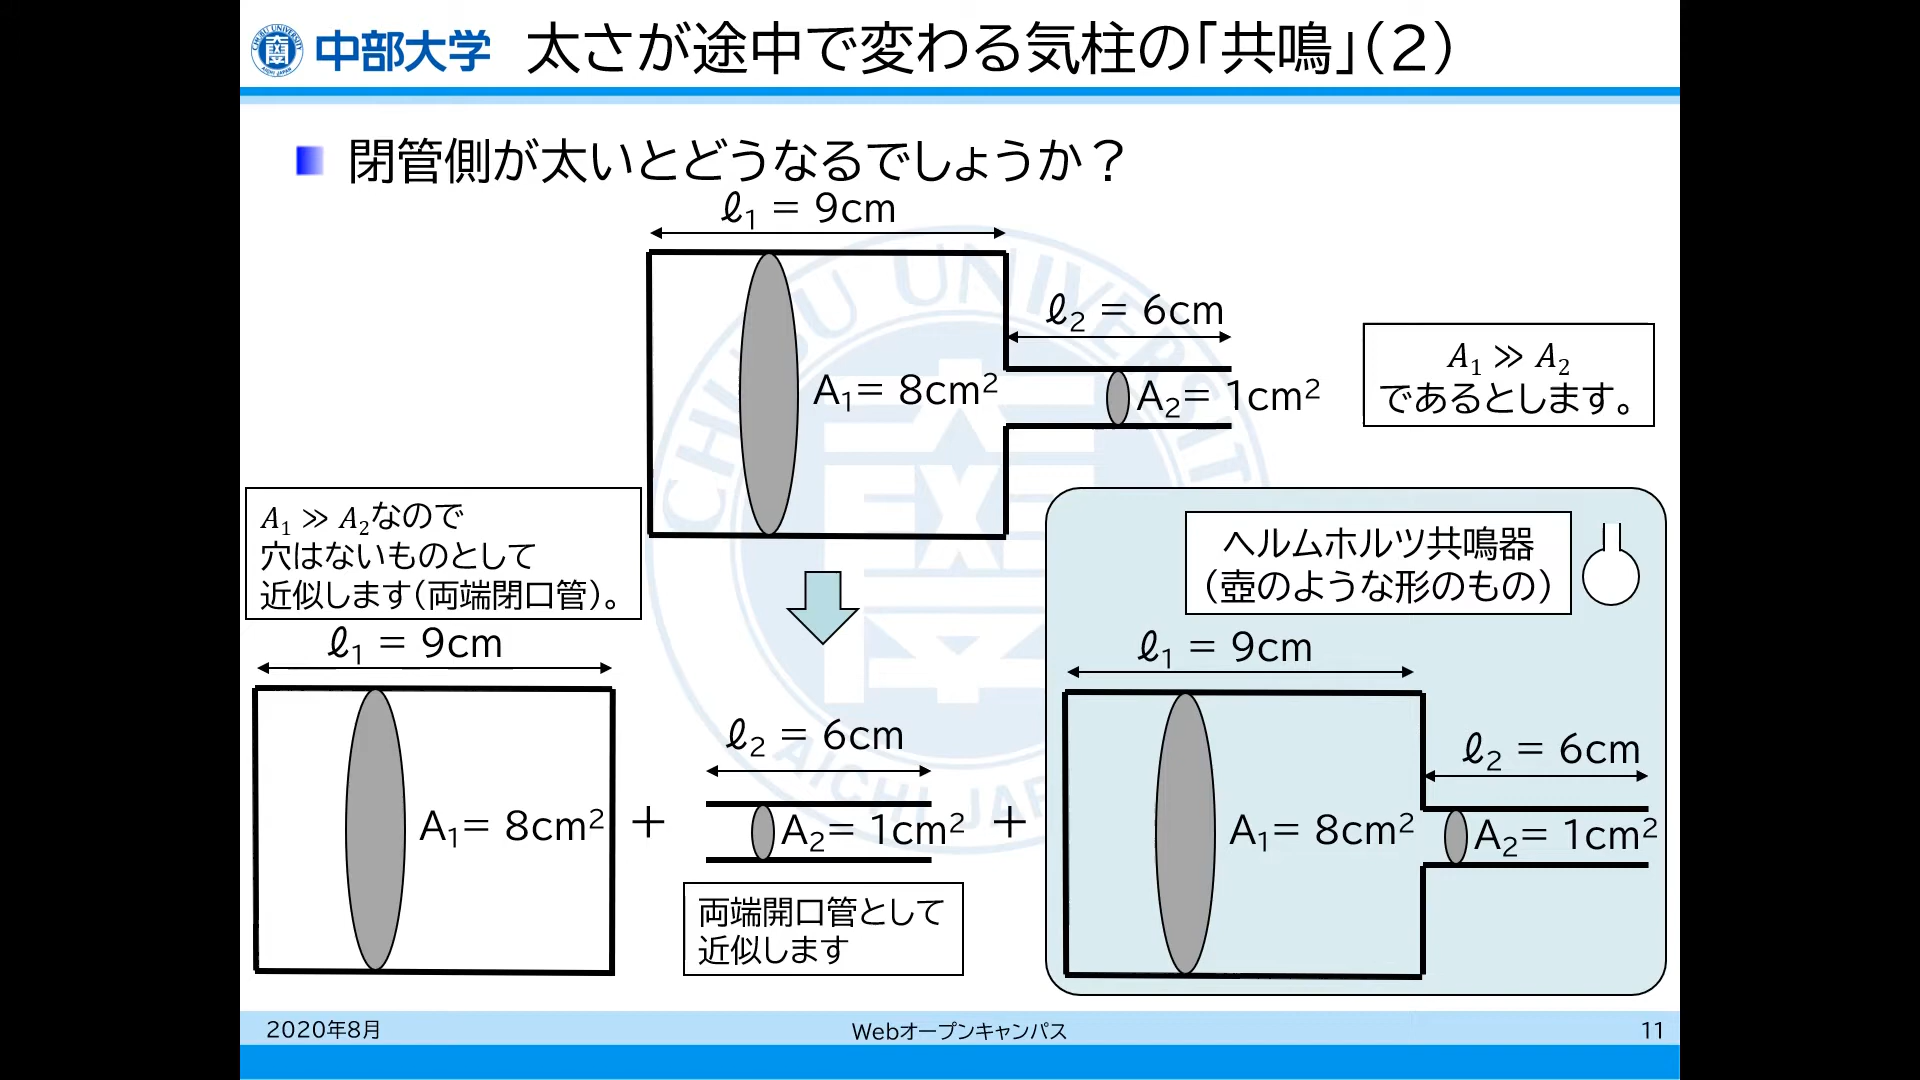 中部大学
太さが途中で変わる気柱の「共鳴」（2）
閉管側が太いとどうなるでしょうか？
ℓ₁ = 9cm
ℓ₂ = 6cm
A₁= 8cm²
A₂= 1cm²
A₁ ≫ A₂
であるとします。
A₁ ≫ A₂なので
穴はないものとして
近似します（両端閉口管）。
ℓ₁ = 9cm
A₁= 8cm²
+
ℓ₂ = 6cm
A₂= 1cm²
両端開口管として
近似します
+
ヘルムホルツ共鳴器
（壺のような形のもの）
ℓ₁ = 9cm
ℓ₂ = 6cm
A₁= 8cm²
A₂= 1cm²
CHUBU UNIVERSITY
AICHI JAPAN
2020年8月
Webオープンキャンパス
11